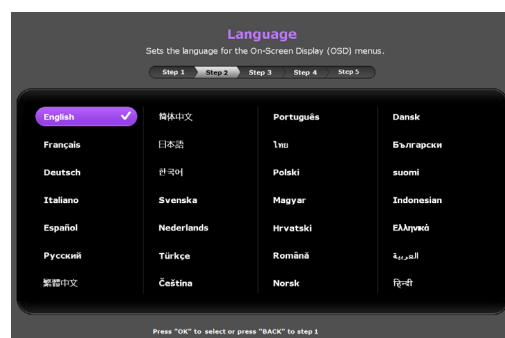 Language
Sets the language for the On-Screen Display (OSD) menus.
Step 1 Step 2 Step 3 Step 4 Step 5
English 简体中文 Português Dansk
Français 日本語 ไทย Български
Deutsch 한국어 Polski suomi
Italiano Svenska Magyar Indonesian
Español Nederlands Hrvatski Ελληνικά
Русский Türkçe Română العربية
繁體中文 Čeština Norsk हिन्दी
Press "OK" to select or press "BACK" to step 1